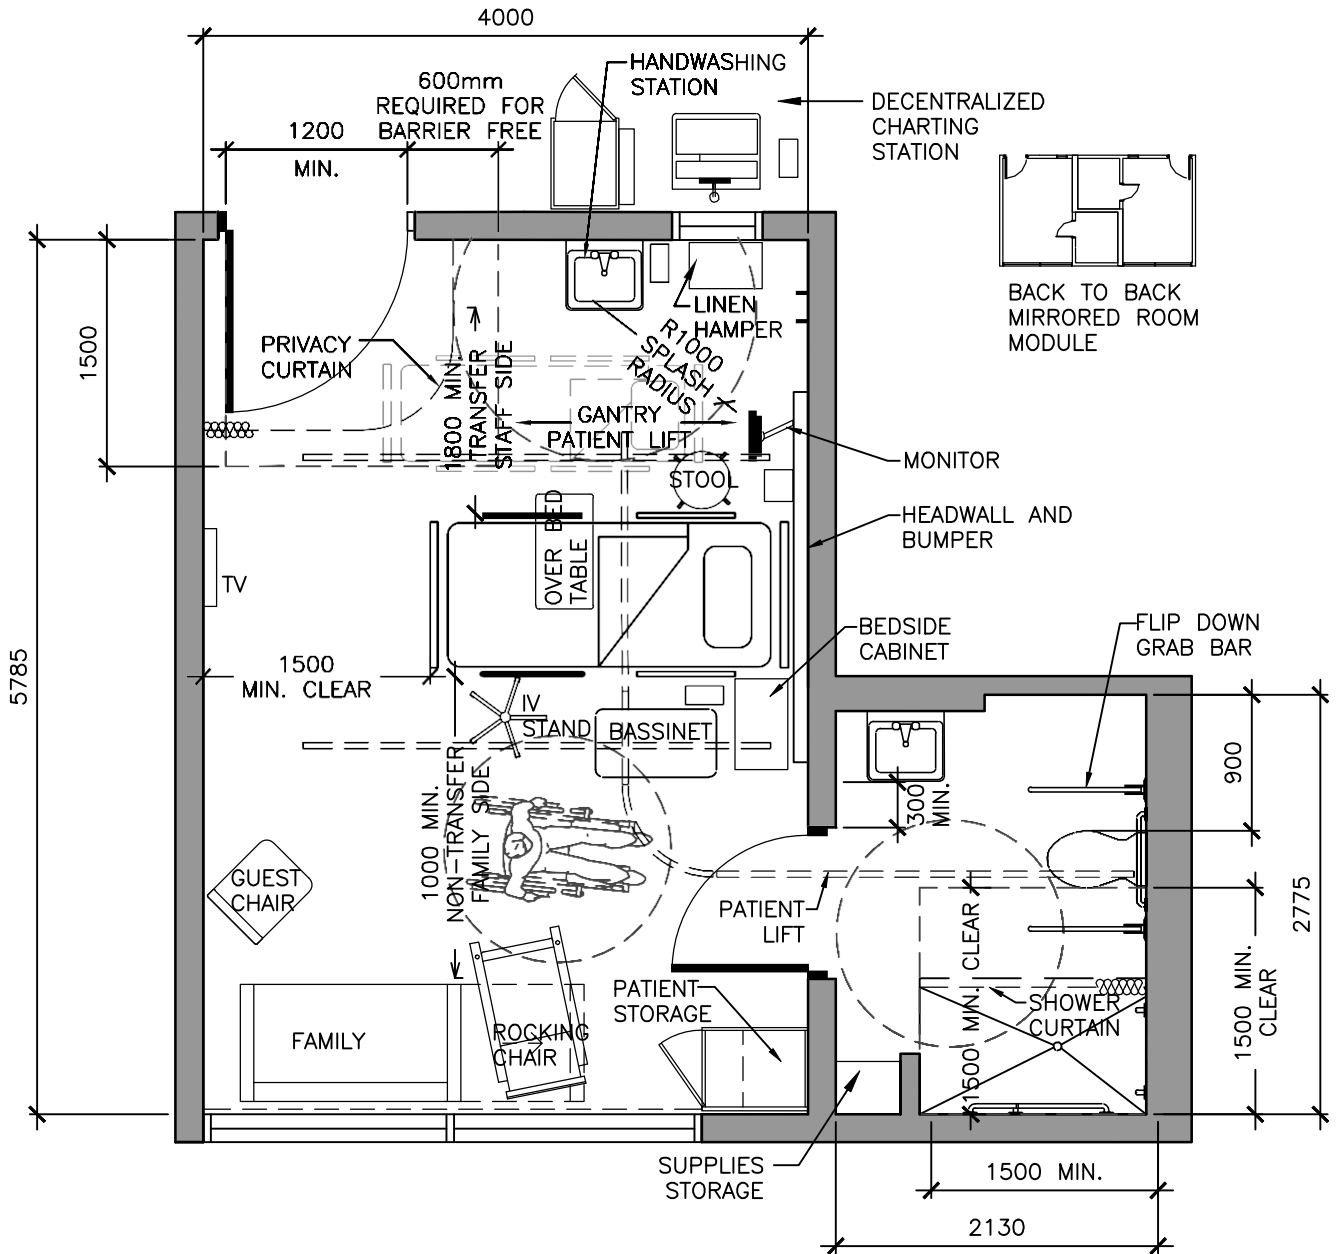 4000
HANDWASHING
STATION
600mm
REQUIRED FOR
BARRIER FREE
DECENTRALIZED
CHARTING
STATION
1200
MIN.
BACK TO BACK
MIRRORED ROOM
MODULE
1500
PRIVACY
CURTAIN
LINEN
HAMPER
R1000
SPLASH
RADIUS
1800 MIN.
TRANSFER
STAFF SIDE
GANTRY
PATIENT LIFT
MONITOR
STOOL
HEADWALL AND
BUMPER
OVER BED
TABLE
TV
5785
1500
MIN. CLEAR
BEDSIDE
CABINET
FLIP DOWN
GRAB BAR
IV
STAND
BASSINET
1000 MIN.
NON-TRANSFER
FAMILY SIDE
300
MIN.
900
2775
GUEST
CHAIR
PATIENT
LIFT
1500 MIN. CLEAR
1500 MIN.
CLEAR
PATIENT
STORAGE
SHOWER
CURTAIN
FAMILY
ROCKING
CHAIR
SUPPLIES
STORAGE
1500 MIN.
2130